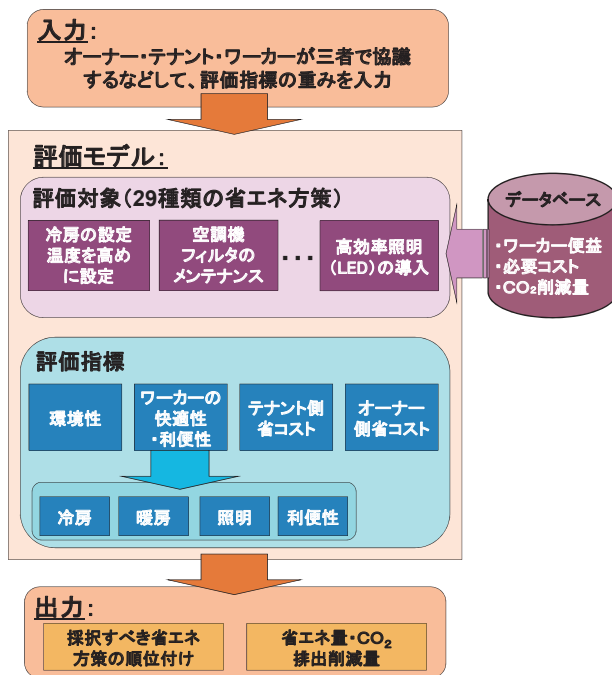 入力：
オーナー・テナント・ワーカーが三者で協議
するなどして、評価指標の重みを入力
評価モデル：
評価対象（29種類の省エネ方策）
冷房の設定
温度を高め
に設定
空調機
フィルタの
メンテナンス
・・・
高効率照明
（LED）の導入
データベース
・ワーカー便益
・必要コスト
・CO₂削減量
評価指標
環境性
ワーカーの
快適性
・利便性
テナント側
省コスト
オーナー
側省コスト
冷房
暖房
照明
利便性
出力：
採択すべき省エネ
方策の順位付け
省エネ量・CO₂
排出削減量